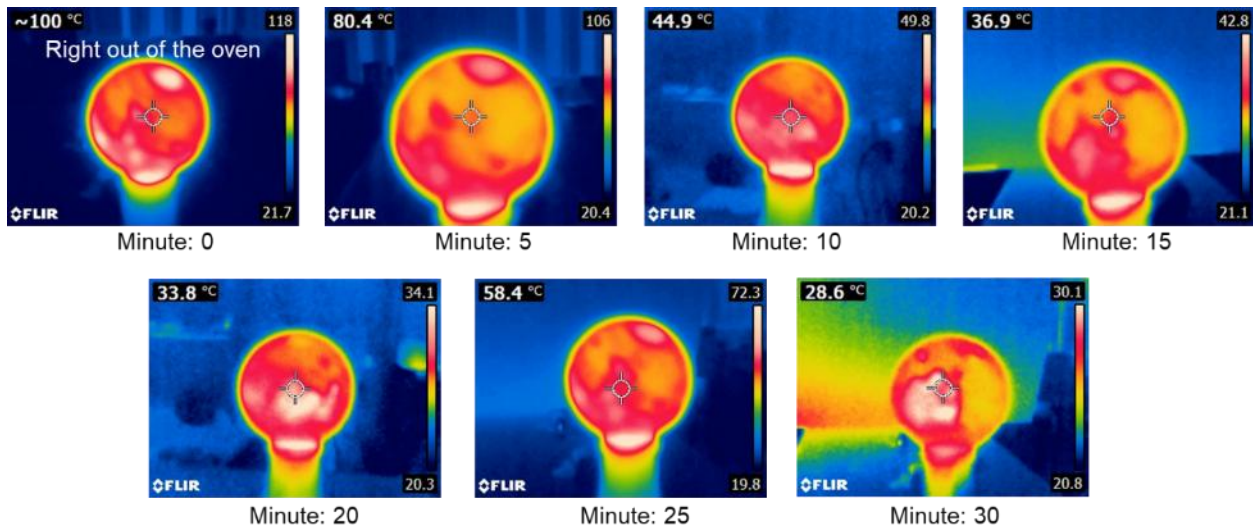 ~100 °C
118
Right out of the oven
21.7
FLIR
Minute: 0
80.4 °C
106
20.4
FLIR
Minute: 5
44.9 °C
49.8
20.2
FLIR
Minute: 10
36.9 °C
42.8
21.1
FLIR
Minute: 15
33.8 °C
34.1
20.3
FLIR
Minute: 20
58.4 °C
72.3
19.8
FLIR
Minute: 25
28.6 °C
30.1
20.8
FLIR
Minute: 30